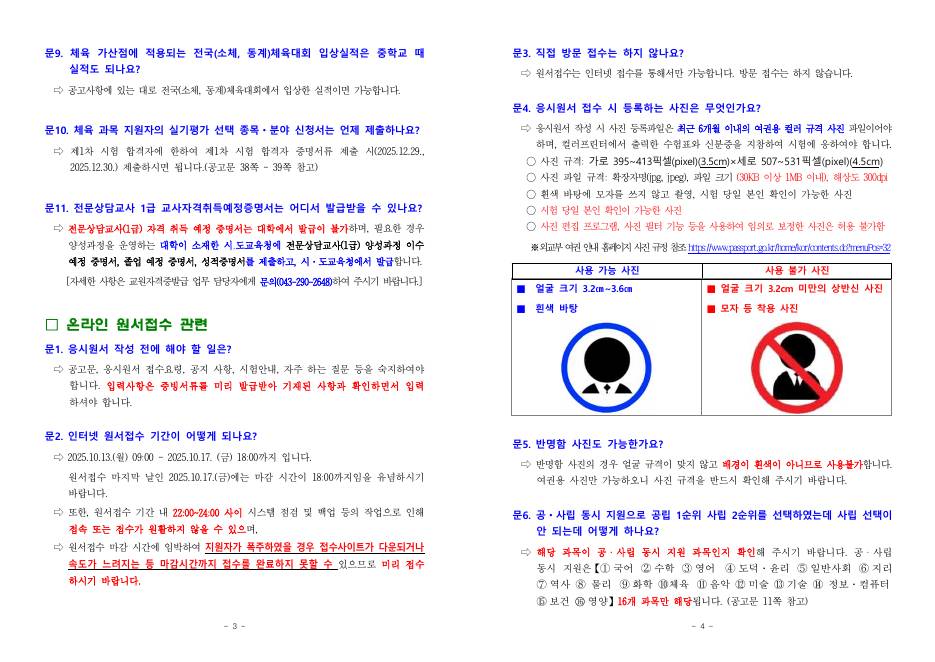 문9. 체육 가산점에 적용되는 전국(소체, 동계)체육대회 입상실적은 중학교 때
실적도 되나요?
⇨ 공고사항에 있는 대로 전국(소체, 동계)체육대회에서 입상한 실적이면 가능합니다.
문10. 체육 과목 지원자의 실기평가 선택 종목·분야 신청서는 언제 제출하나요?
⇨ 제1차 시험 합격자에 한하여 제1차 시험 합격자 증명서류 제출 시(2025.12.29.,
2025.12.30.) 제출하시면 됩니다.(공고문 38쪽 - 39쪽 참고)
문11. 전문상담교사 1급 교사자격취득예정증명서는 어디서 발급받을 수 있나요?
⇨ 전문상담교사(1급) 자격 취득 예정 증명서는 대학에서 발급이 불가하며, 필요한 경우
양성과정을 운영하는 대학이 소재한 시.도교육청에 전문상담교사(1급) 양성과정 이수
예정 증명서, 졸업 예정 증명서, 성적증명서를 제출하고, 시·도교육청에서 발급합니다.
[자세한 사항은 교원자격증발급 업무 담당자에게 문의(043-290-2648)하여 주시기 바랍니다.]
□ 온라인 원서접수 관련
문1. 응시원서 작성 전에 해야 할 일은?
⇨ 공고문, 응시원서 접수요령, 공지 사항, 시험안내, 자주 하는 질문 등을 숙지하여야
합니다. 입력사항은 증빙서류를 미리 발급받아 기재된 사항과 확인하면서 입력
하셔야 합니다.
문2. 인터넷 원서접수 기간이 어떻게 되나요?
⇨ 2025.10.13.(월) 09:00 - 2025.10.17. (금) 18:00까지 입니다.
원서접수 마지막 날인 2025.10.17.(금)에는 마감 시간이 18:00까지임을 유념하시기
바랍니다.
⇨ 또한, 원서접수 기간 내 22:00~24:00 사이 시스템 점검 및 백업 등의 작업으로 인해
접속 또는 접수가 원활하지 않을 수 있으며,
⇨ 원서접수 마감 시간에 임박하여 지원자가 폭주하였을 경우 접수사이트가 다운되거나
속도가 느려지는 등 마감시간까지 접수를 완료하지 못할 수 있으므로 미리 접수
하시기 바랍니다.
- 3 -
문3. 직접 방문 접수는 하지 않나요?
⇨ 원서접수는 인터넷 접수를 통해서만 가능합니다. 방문 접수는 하지 않습니다.
문4. 응시원서 접수 시 등록하는 사진은 무엇인가요?
⇨ 응시원서 작성 시 사진 등록파일은 최근 6개월 이내의 여권용 컬러 규격 사진 파일이어야
하며, 컬러프린터에서 출력한 수험표와 신분증을 지참하여 시험에 응하여야 합니다.
○ 사진 규격: 가로 395~413픽셀(pixel)(3.5cm)×세로 507~531픽셀(pixel)(4.5cm)
○ 사진 파일 규격: 확장자명(jpg, jpeg), 파일 크기 (30KB 이상 1MB 이내), 해상도 300dpi
○ 흰색 바탕에 모자를 쓰지 않고 촬영, 시험 당일 본인 확인이 가능한 사진
○ 시험 당일 본인 확인이 가능한 사진
○ 사진 편집 프로그램, 사진 필터 기능 등을 사용하여 임의로 보정한 사진은 허용 불가함
※외교부 여권 안내 홈페이지 사진 규정 참조 https://www.passport.go.kr/home/kor/contents.do?menuPos=32
사용 가능 사진 사용 불가 사진
■ 얼굴 크기 3.2㎝~3.6㎝ ■ 얼굴 크기 3.2cm 미만의 상반신 사진
■ 흰색 바탕 ■ 모자 등 착용 사진
문5. 반명함 사진도 가능한가요?
⇨ 반명함 사진의 경우 얼굴 규격이 맞지 않고 배경이 흰색이 아니므로 사용불가합니다.
여권용 사진만 가능하오니 사진 규격을 반드시 확인해 주시기 바랍니다.
문6. 공·사립 동시 지원으로 공립 1순위 사립 2순위를 선택하였는데 사립 선택이
안 되는데 어떻게 하나요?
⇨ 해당 과목이 공·사립 동시 지원 과목인지 확인해 주시기 바랍니다. 공·사립
동시 지원은【① 국어 ② 수학 ③ 영어 ④ 도덕·윤리 ⑤ 일반사회 ⑥ 지리
⑦ 역사 ⑧ 물리 ⑨ 화학 ⑩체육 ⑪ 음악 ⑫ 미술 ⑬ 기술 ⑭ 정보·컴퓨터
⑮ 보건 ⑯ 영양】16개 과목만 해당됩니다. (공고문 11쪽 참고)
- 4 -